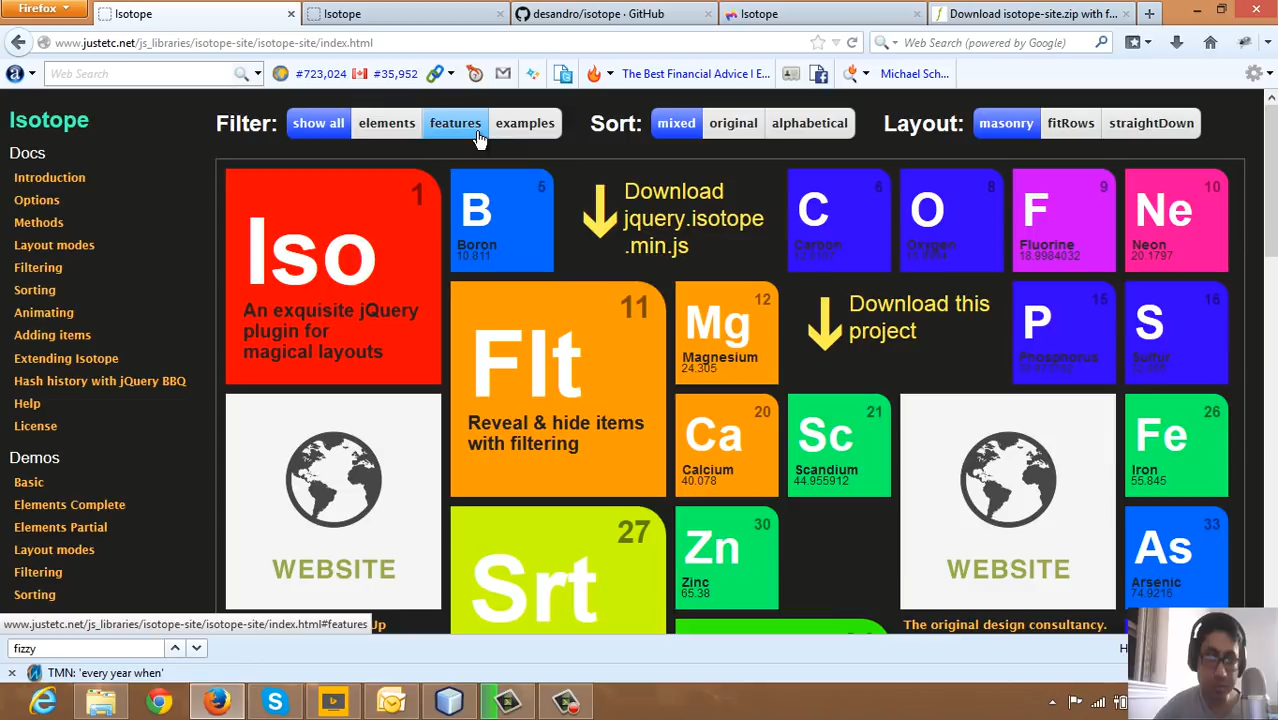 Firefox
Isotope
Isotope
desandro/isotope · GitHub
Isotope
Download isotope-site.zip with f...
www.justetc.net/js_libraries/isotope-site/isotope-site/index.html
Web Search (powered by Google)
Web Search
#723,024
#35,952
The Best Financial Advice I E...
Michael Sch...
Isotope
Docs
Introduction
Options
Methods
Layout modes
Filtering
Sorting
Animating
Adding items
Extending Isotope
Hash history with jQuery BBQ
Help
License
Demos
Basic
Elements Complete
Elements Partial
Layout modes
Filtering
Sorting
Filter: show all elements features examples
Sort: mixed original alphabetical
Layout: masonry fitRows straightDown
1
Iso
An exquisite jQuery
plugin for
magical layouts
5
B
Boron
10.811
Download
jquery.isotope
.min.js
6
C
Carbon
8
O
Oxygen
9
F
Fluorine
18.9984032
10
Ne
Neon
20.1797
11
Flt
Reveal & hide items
with filtering
12
Mg
Magnesium
24.305
Download this
project
15
P
Phosphorus
16
S
Sulfur
WEBSITE
20
Ca
Calcium
40.078
21
Sc
Scandium
44.955912
WEBSITE
26
Fe
Iron
55.845
27
Srt
30
Zn
Zinc
65.38
The original design consultancy.
33
As
Arsenic
74.9216
www.justetc.net/js_libraries/isotope-site/isotope-site/index.html#features
Up
fizzy
H
TMN: 'every year when'